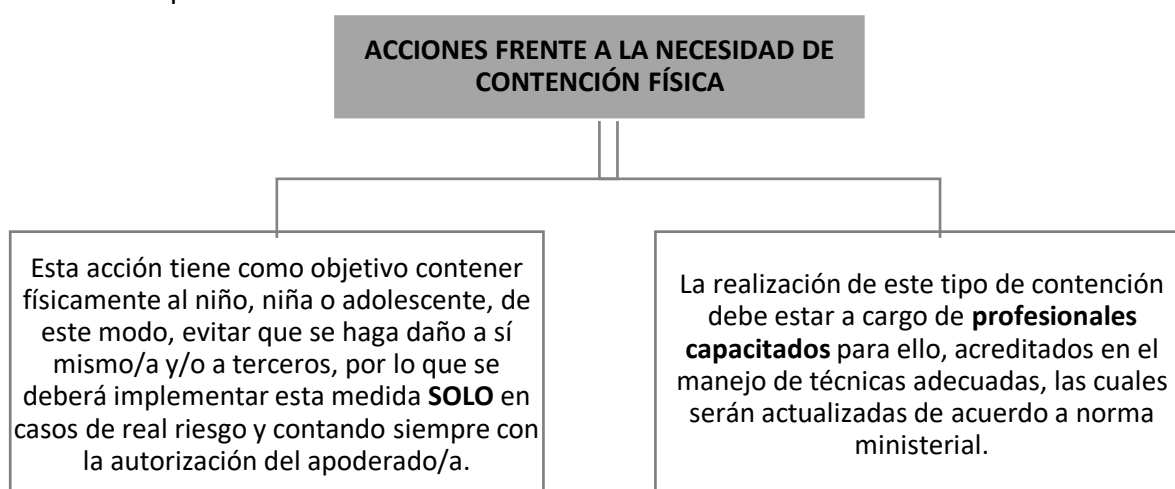 ACCIONES FRENTE A LA NECESIDAD DE
CONTENCIÓN FÍSICA
Esta acción tiene como objetivo contener
físicamente al niño, niña o adolescente, de
este modo, evitar que se haga daño a sí
mismo/a y/o a terceros, por lo que se
deberá implementar esta medida SOLO en
casos de real riesgo y contando siempre con
la autorización del apoderado/a.
La realización de este tipo de contención
debe estar a cargo de profesionales
capacitados para ello, acreditados en el
manejo de técnicas adecuadas, las cuales
serán actualizadas de acuerdo a norma
ministerial.